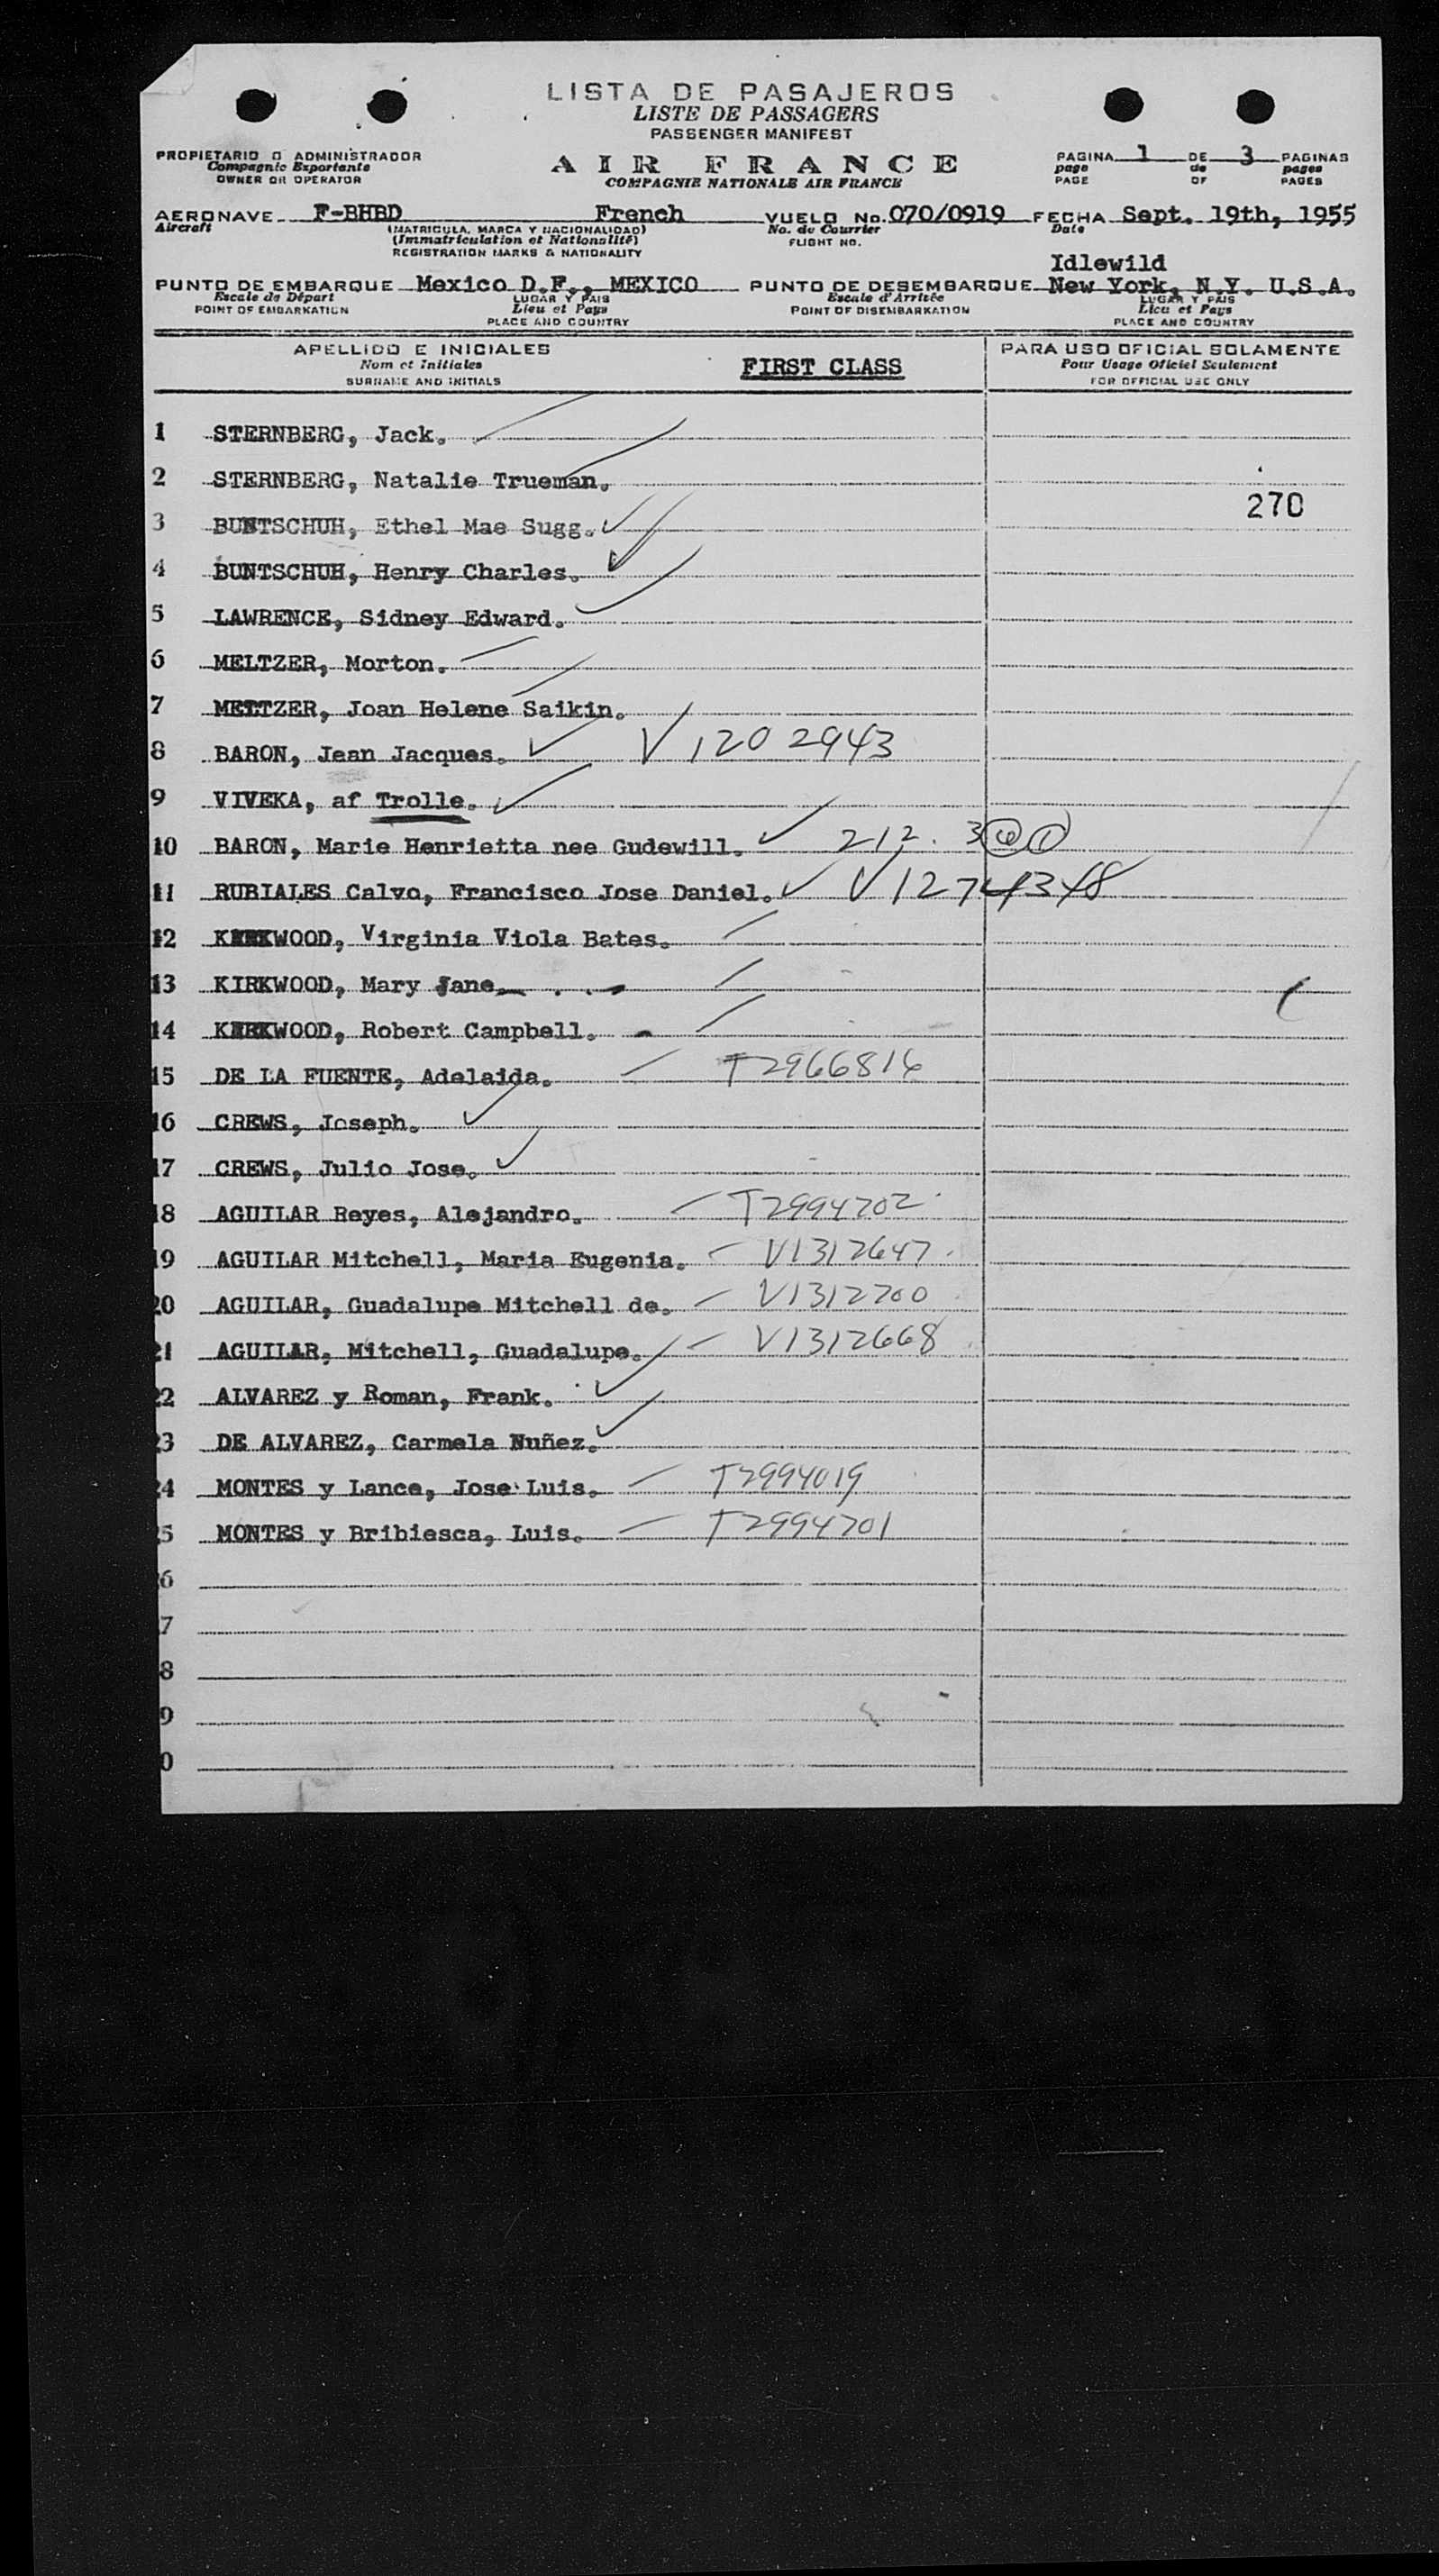 LISTA DE PASAJEROS
LISTE DE PASSAGERS
PASSENGER MANIFEST
PROPIETARIO O ADMINISTRADOR
Compagnie Exportante
OWNER OR OPERATOR
AIR FRANCE
COMPAGNIE NATIONALE AIR FRANCE
PAGINA 1 DE 3 PAGINAS
page de pages
PAGE OF PAGES
AERONAVE F-BHBD French VUELO No. 070/0919 FECHA Sept. 19th, 1955
Aircraft (MATRICULA, MARCA Y NACIONALIDAD) No. de Courrier Date
(Immatriculation et Nationalité) FLIGHT NO.
REGISTRATION MARKS & NATIONALITY
Idlewild
PUNTO DE EMBARQUE Mexico D.F., MEXICO PUNTO DE DESEMBARQUE New York, N.Y. U.S.A.
Escale de Départ LUGAR Y PAIS Escale d'Arritée LUGAR Y PAIS
POINT OF EMBARKATION Lieu et Pays POINT OF DISEMBARKATION Lieu et Pays
PLACE AND COUNTRY PLACE AND COUNTRY
APELLIDO E INICIALES FIRST CLASS PARA USO OFICIAL SOLAMENTE
Nom et Initiales Pour Usage Oficiel Seulement
SURNAME AND INITIALS FOR OFFICIAL USE ONLY
1 STERNBERG, Jack.
2 STERNBERG, Natalie Trueman.
270
3 BUNTSCHUH, Ethel Mae Sugg.
4 BUNTSCHUH, Henry Charles.
5 LAWRENCE, Sidney Edward.
6 MELTZER, Morton.
7 MELTZER, Joan Helene Saikin.
8 BARON, Jean Jacques. V1202943
9 VIVEKA, af Trolle.
10 BARON, Marie Henrietta nee Gudewill. 212.3
11 RUBIALES Calvo, Francisco Jose Daniel. V1274348
12 KIRKWOOD, Virginia Viola Bates.
13 KIRKWOOD, Mary Jane
14 KIRKWOOD, Robert Campbell.
15 DE LA FUENTE, Adelaida. T2966816
16 CREWS, Joseph.
17 CREWS, Julio Jose.
18 AGUILAR Reyes, Alejandro. T2994702
19 AGUILAR Mitchell, Maria Eugenia. V1312647
20 AGUILAR, Guadalupe Mitchell de. V1312700
21 AGUILAR, Mitchell, Guadalupe. V1312668
22 ALVAREZ y Roman, Frank.
23 DE ALVAREZ, Carmela Nuñez.
24 MONTES y Lance, Jose Luis. T2994019
25 MONTES y Bribiesca, Luis. T2994701
6
7
8
9
0